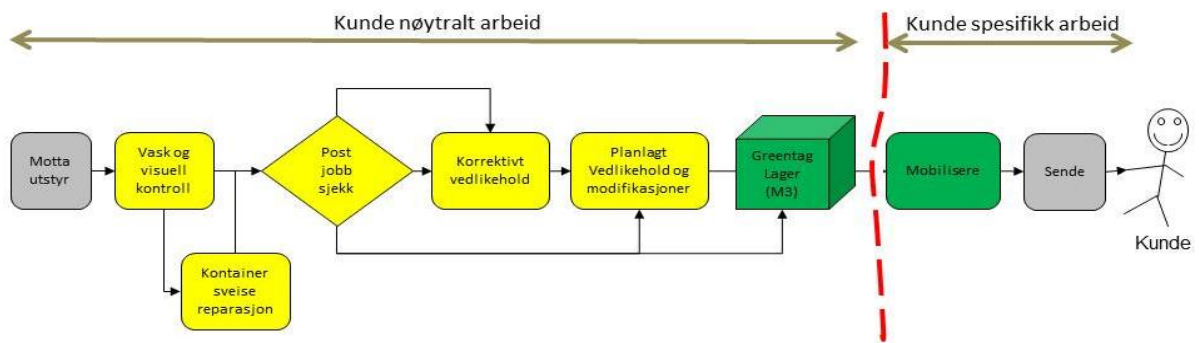 Kunde nøytralt arbeid
Kunde spesifikk arbeid
Motta
utstyr
Vask og
visuell
kontroll
Kontainer
sveise
reparasjon
Post
jobb
sjekk
Korrektivt
vedlikehold
Planlagt
Vedlikehold og
modifikasjoner
Greentag
Lager
(M3)
Mobilisere
Sende
Kunde